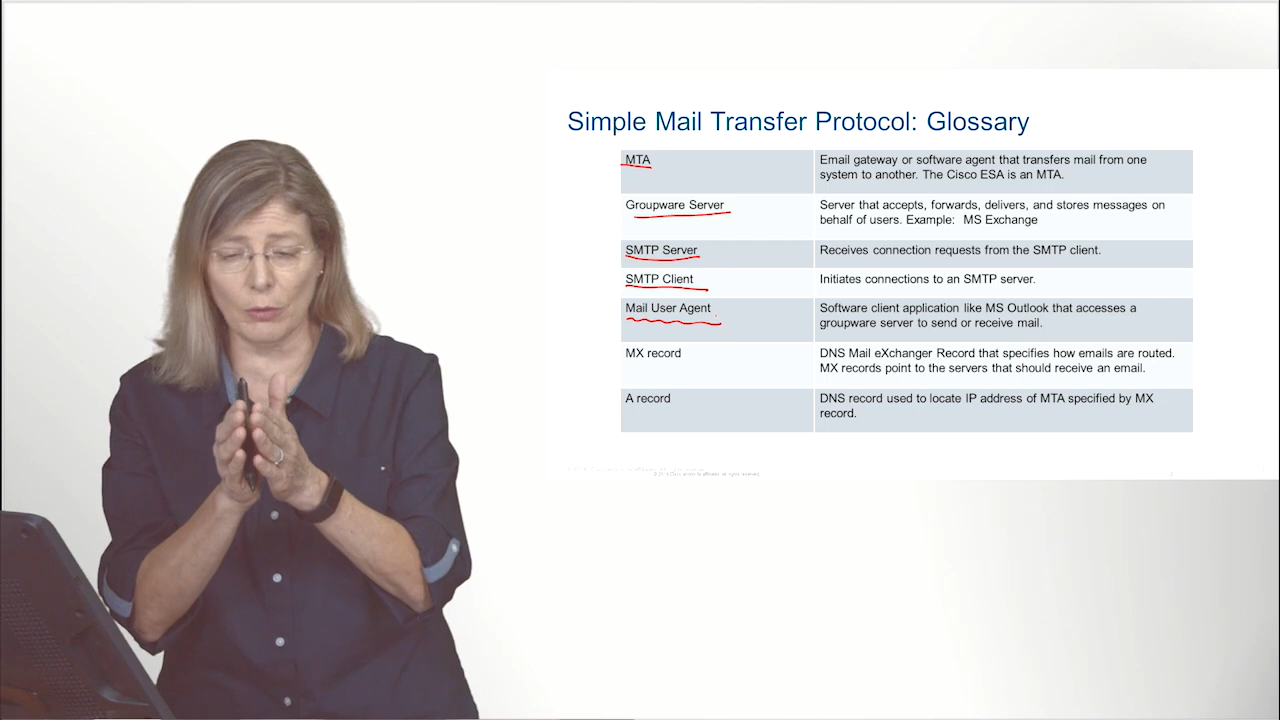 Simple Mail Transfer Protocol: Glossary
MTA
Email gateway or software agent that transfers mail from one
system to another. The Cisco ESA is an MTA.
Groupware Server
Server that accepts, forwards, delivers, and stores messages on
behalf of users. Example: MS Exchange
SMTP Server
Receives connection requests from the SMTP client.
SMTP Client
Initiates connections to an SMTP server.
Mail User Agent
Software client application like MS Outlook that accesses a
groupware server to send or receive mail.
MX record
DNS Mail eXchanger Record that specifies how emails are routed.
MX records point to the servers that should receive an email.
A record
DNS record used to locate IP address of MTA specified by MX
record.